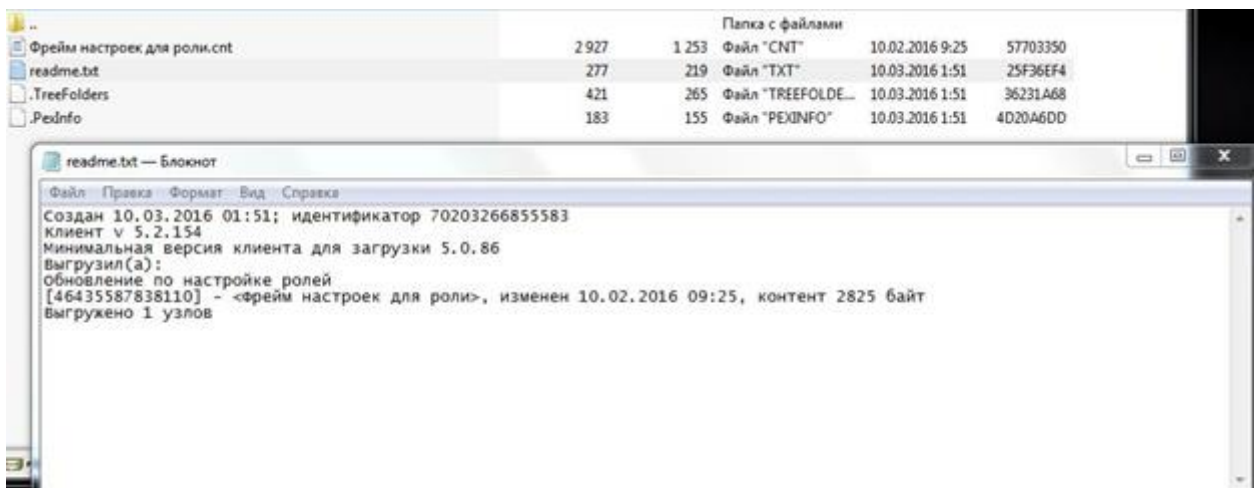 ..
Папка с файлами
Фрейм настроек для роли.cnt 2 927 1 253 Файл "CNT" 10.02.2016 9:25 57703350
readme.txt 277 219 Файл "TXT" 10.03.2016 1:51 25F36EF4
.TreeFolders 421 265 Файл "TREEFOLDE... 10.03.2016 1:51 36231A68
.PexInfo 183 155 Файл "PEXINFO" 10.03.2016 1:51 4D20A6DD
readme.txt — Блокнот
Файл Правка Формат Вид Справка
Создан 10.03.2016 01:51; идентификатор 70203266855583
Клиент v 5.2.154
Минимальная версия клиента для загрузки 5.0.86
Выгрузил(а):
Обновление по настройке ролей
[46435587838110] - <Фрейм настроек для роли>, изменен 10.02.2016 09:25, контент 2825 байт
Выгружено 1 узлов